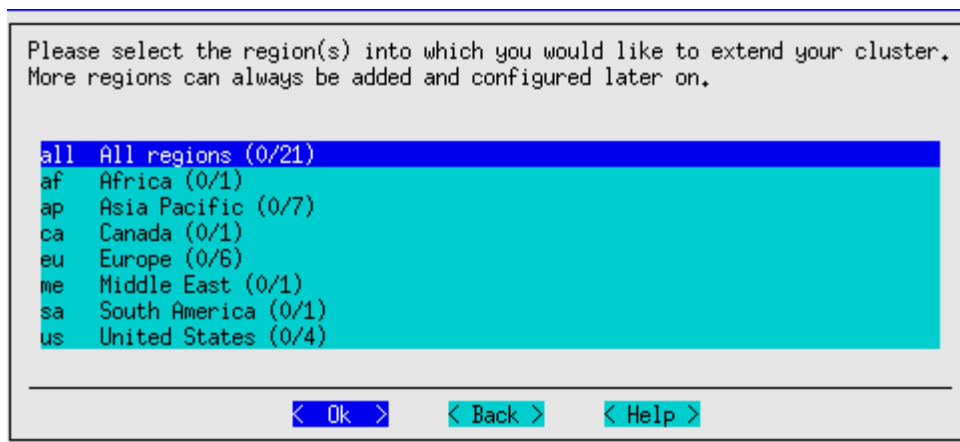 Please select the region(s) into which you would like to extend your cluster.
More regions can always be added and configured later on.
all All regions (0/21)
af Africa (0/1)
ap Asia Pacific (0/7)
ca Canada (0/1)
eu Europe (0/6)
me Middle East (0/1)
sa South America (0/1)
us United States (0/4)
< Ok > < Back > < Help >